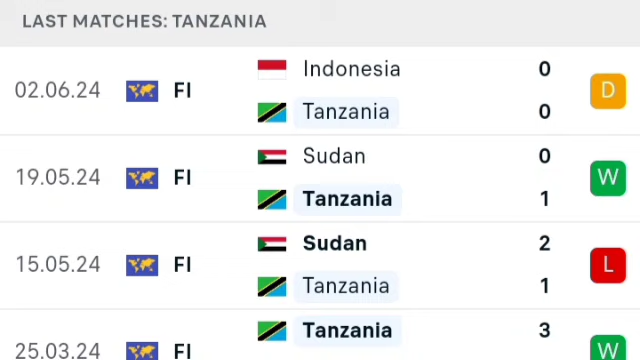 LAST MATCHES: TANZANIA
02.06.24 FI Indonesia 0 D
Tanzania 0
19.05.24 FI Sudan 0 W
Tanzania 1
15.05.24 FI Sudan 2 L
Tanzania 1
25.03.24 FI Tanzania 3 W